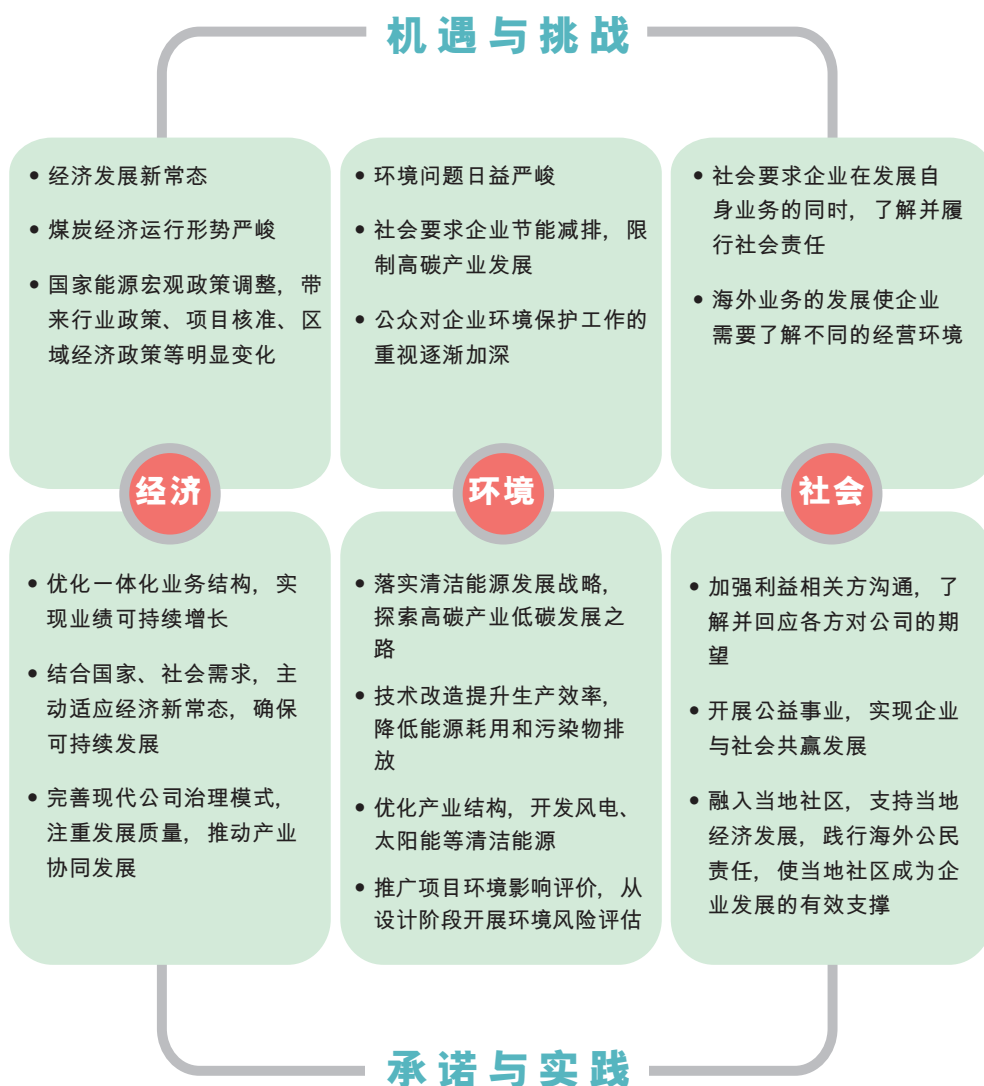 机遇与挑战
• 经济发展新常态
• 煤炭经济运行形势严峻
• 国家能源宏观政策调整，带
来行业政策、项目核准、区
域经济政策等明显变化
• 环境问题日益严峻
• 社会要求企业节能减排，限
制高碳产业发展
• 公众对企业环境保护工作的
重视逐渐加深
• 社会要求企业在发展自
身业务的同时，了解并履
行社会责任
• 海外业务的发展使企业
需要了解不同的经营环境
经济
环境
社会
• 优化一体化业务结构，实
现业绩可持续增长
• 结合国家、社会需求，主
动适应经济新常态，确保
可持续发展
• 完善现代公司治理模式，
注重发展质量，推动产业
协同发展
• 落实清洁能源发展战略，
探索高碳产业低碳发展之
路
• 技术改造提升生产效率，
降低能源耗用和污染物排
放
• 优化产业结构，开发风电、
太阳能等清洁能源
• 推广项目环境影响评价，从
设计阶段开展环境风险评估
• 加强利益相关方沟通，了
解并回应各方对公司的期
望
• 开展公益事业，实现企业
与社会共赢发展
• 融入当地社区，支持当地
经济发展，践行海外公民
责任，使当地社区成为企
业发展的有效支撑
承诺与实践